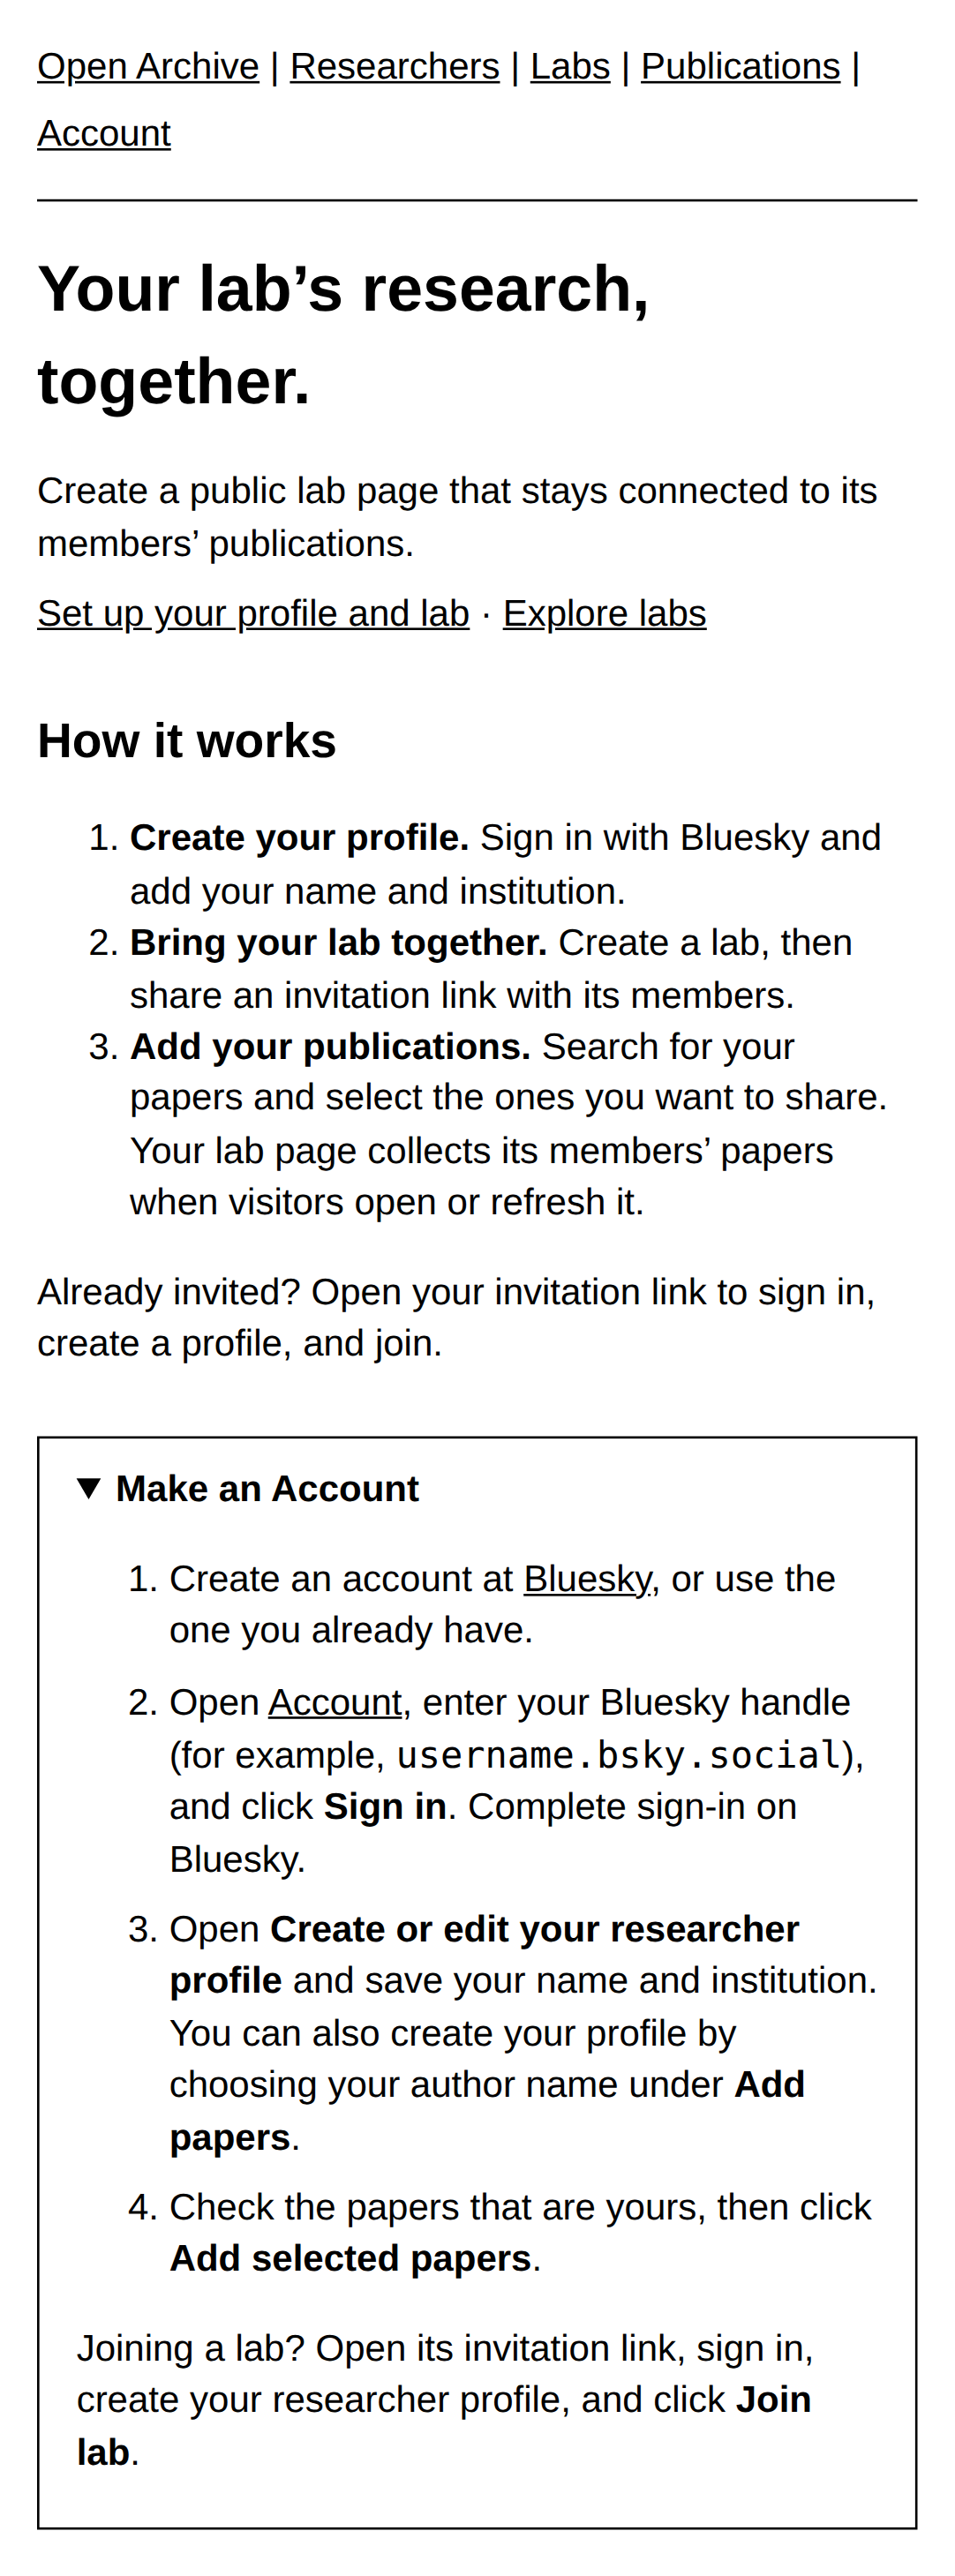 Open Archive | Researchers | Labs | Publications |
Account
Your lab’s research,
together.
Create a public lab page that stays connected to its
members’ publications.
Set up your profile and lab · Explore labs
How it works
1. Create your profile. Sign in with Bluesky and
add your name and institution.
2. Bring your lab together. Create a lab, then
share an invitation link with its members.
3. Add your publications. Search for your
papers and select the ones you want to share.
Your lab page collects its members’ papers
when visitors open or refresh it.
Already invited? Open your invitation link to sign in,
create a profile, and join.
▼ Make an Account
1. Create an account at Bluesky, or use the
one you already have.
2. Open Account, enter your Bluesky handle
(for example, username.bsky.social),
and click Sign in. Complete sign-in on
Bluesky.
3. Open Create or edit your researcher
profile and save your name and institution.
You can also create your profile by
choosing your author name under Add
papers.
4. Check the papers that are yours, then click
Add selected papers.
Joining a lab? Open its invitation link, sign in,
create your researcher profile, and click Join
lab.